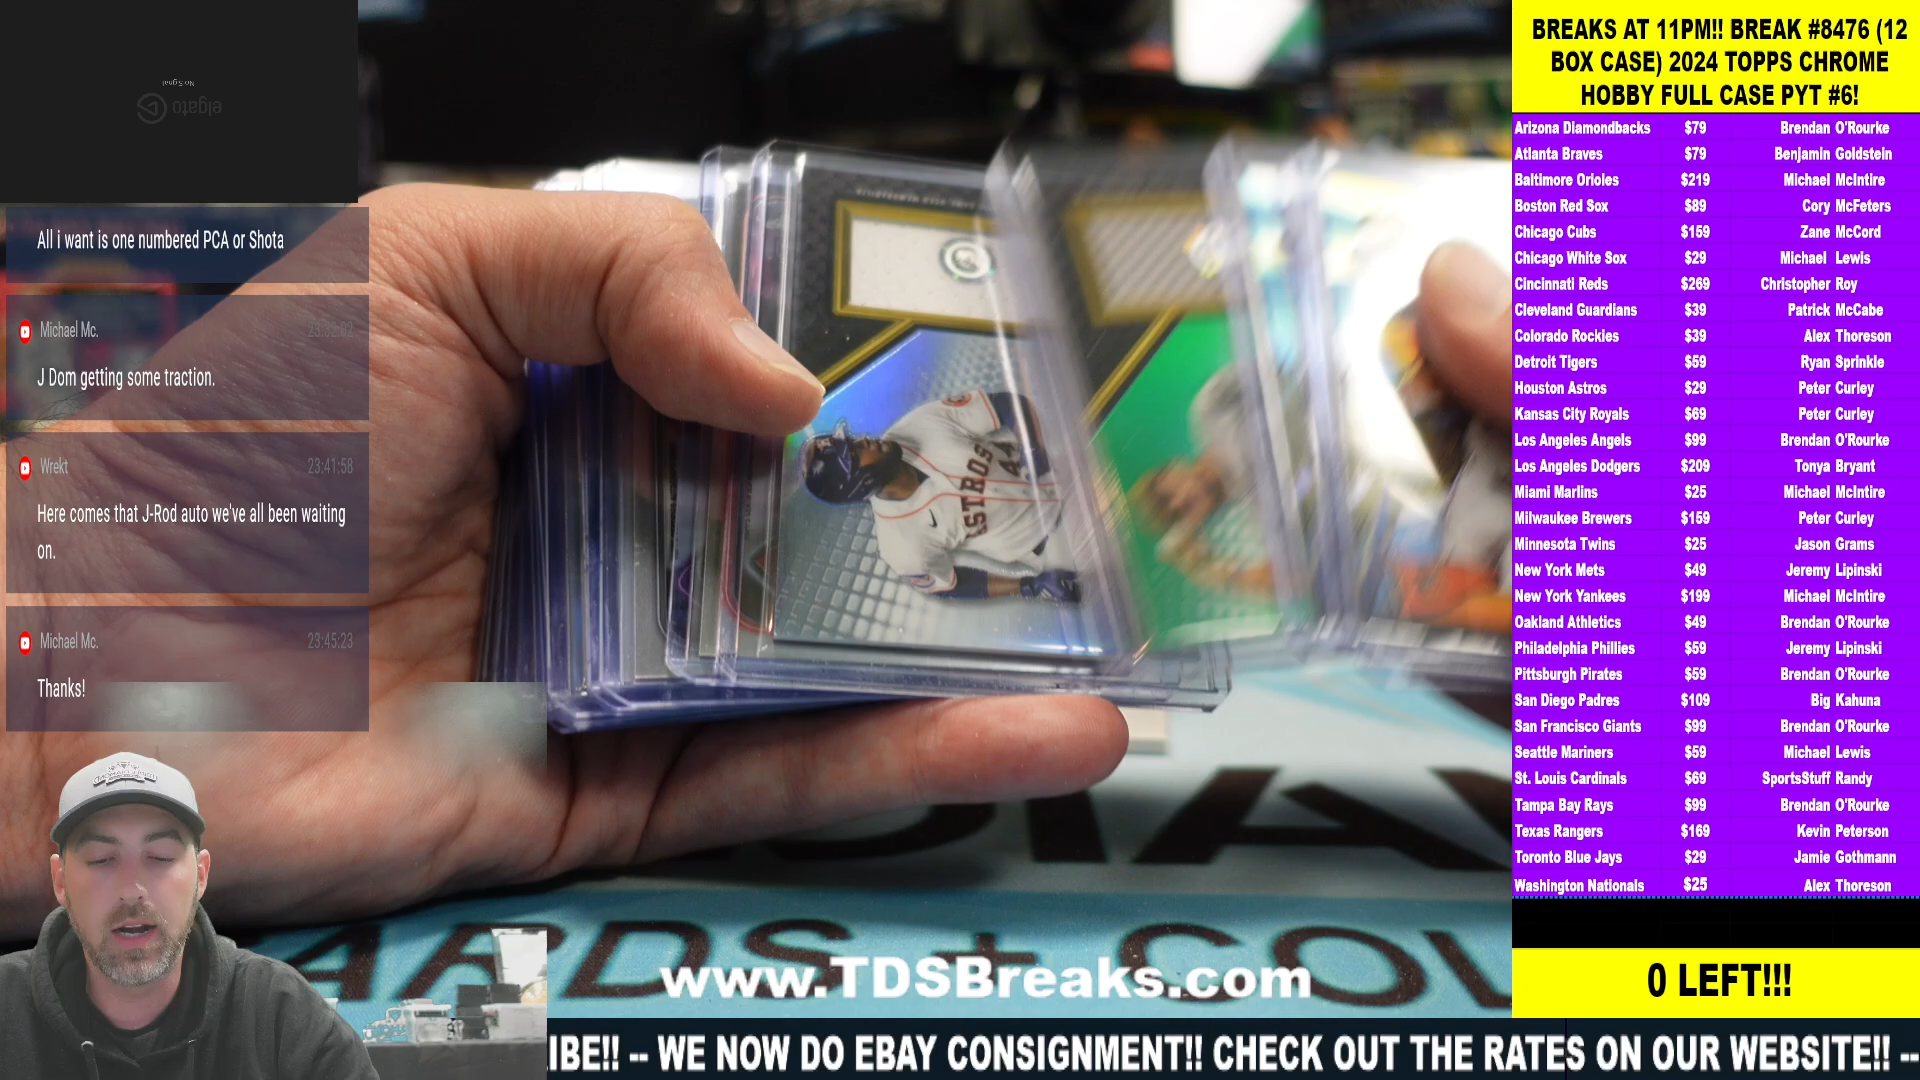 No Signal
elgato
All i want is one numbered PCA or Shota
Michael Mc.
23:32:02
J Dom getting some traction.
Wrekt
23:41:58
Here comes that J-Rod auto we've all been waiting
on.
Michael Mc.
23:45:23
Thanks!
ASTROS
44
BREAKS AT 11PM!! BREAK #8476 (12
BOX CASE) 2024 TOPPS CHROME
HOBBY FULL CASE PYT #6!
Arizona Diamondbacks $79 Brendan O'Rourke
Atlanta Braves $79 Benjamin Goldstein
Baltimore Orioles $219 Michael McIntire
Boston Red Sox $89 Cory McFeters
Chicago Cubs $159 Zane McCord
Chicago White Sox $29 Michael Lewis
Cincinnati Reds $269 Christopher Roy
Cleveland Guardians $39 Patrick McCabe
Colorado Rockies $39 Alex Thoreson
Detroit Tigers $59 Ryan Sprinkle
Houston Astros $29 Peter Curley
Kansas City Royals $69 Peter Curley
Los Angeles Angels $99 Brendan O'Rourke
Los Angeles Dodgers $209 Tonya Bryant
Miami Marlins $25 Michael McIntire
Milwaukee Brewers $159 Peter Curley
Minnesota Twins $25 Jason Grams
New York Mets $49 Jeremy Lipinski
New York Yankees $199 Michael McIntire
Oakland Athletics $49 Brendan O'Rourke
Philadelphia Phillies $59 Jeremy Lipinski
Pittsburgh Pirates $59 Brendan O'Rourke
San Diego Padres $109 Big Kahuna
San Francisco Giants $99 Brendan O'Rourke
Seattle Mariners $59 Michael Lewis
St. Louis Cardinals $69 SportsStuff Randy
Tampa Bay Rays $99 Brendan O'Rourke
Texas Rangers $169 Kevin Peterson
Toronto Blue Jays $29 Jamie Gothmann
Washington Nationals $25 Alex Thoreson
0 LEFT!!!
ARDS + COL
www.TDSBreaks.com
IBE!! -- WE NOW DO EBAY CONSIGNMENT!! CHECK OUT THE RATES ON OUR WEBSITE!! --